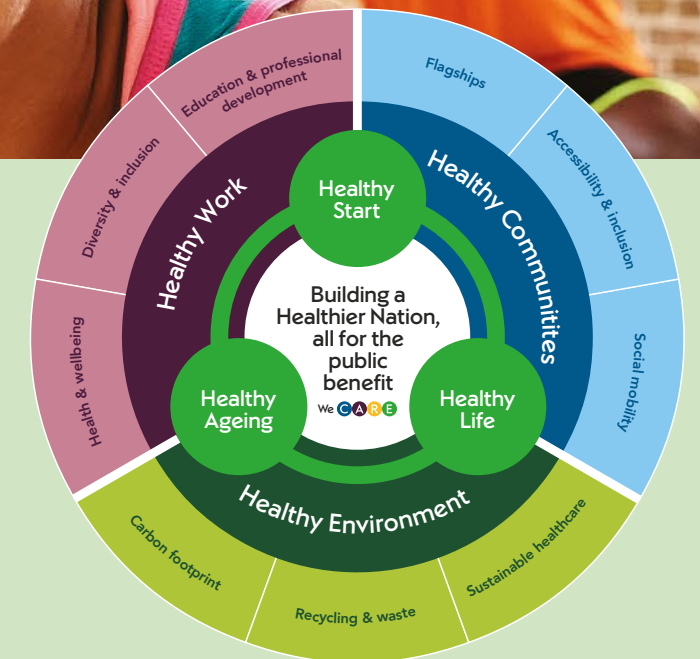 Education & professional
development
Diversity & inclusion
Health & wellbeing
Flagships
Accessibility & inclusion
Social mobility
Carbon footprint
Recycling & waste
Sustainable healthcare
Healthy Work
Healthy Communitites
Healthy Environment
Healthy
Start
Healthy
Ageing
Healthy
Life
Building a
Healthier Nation,
all for the
public
benefit
We CARE